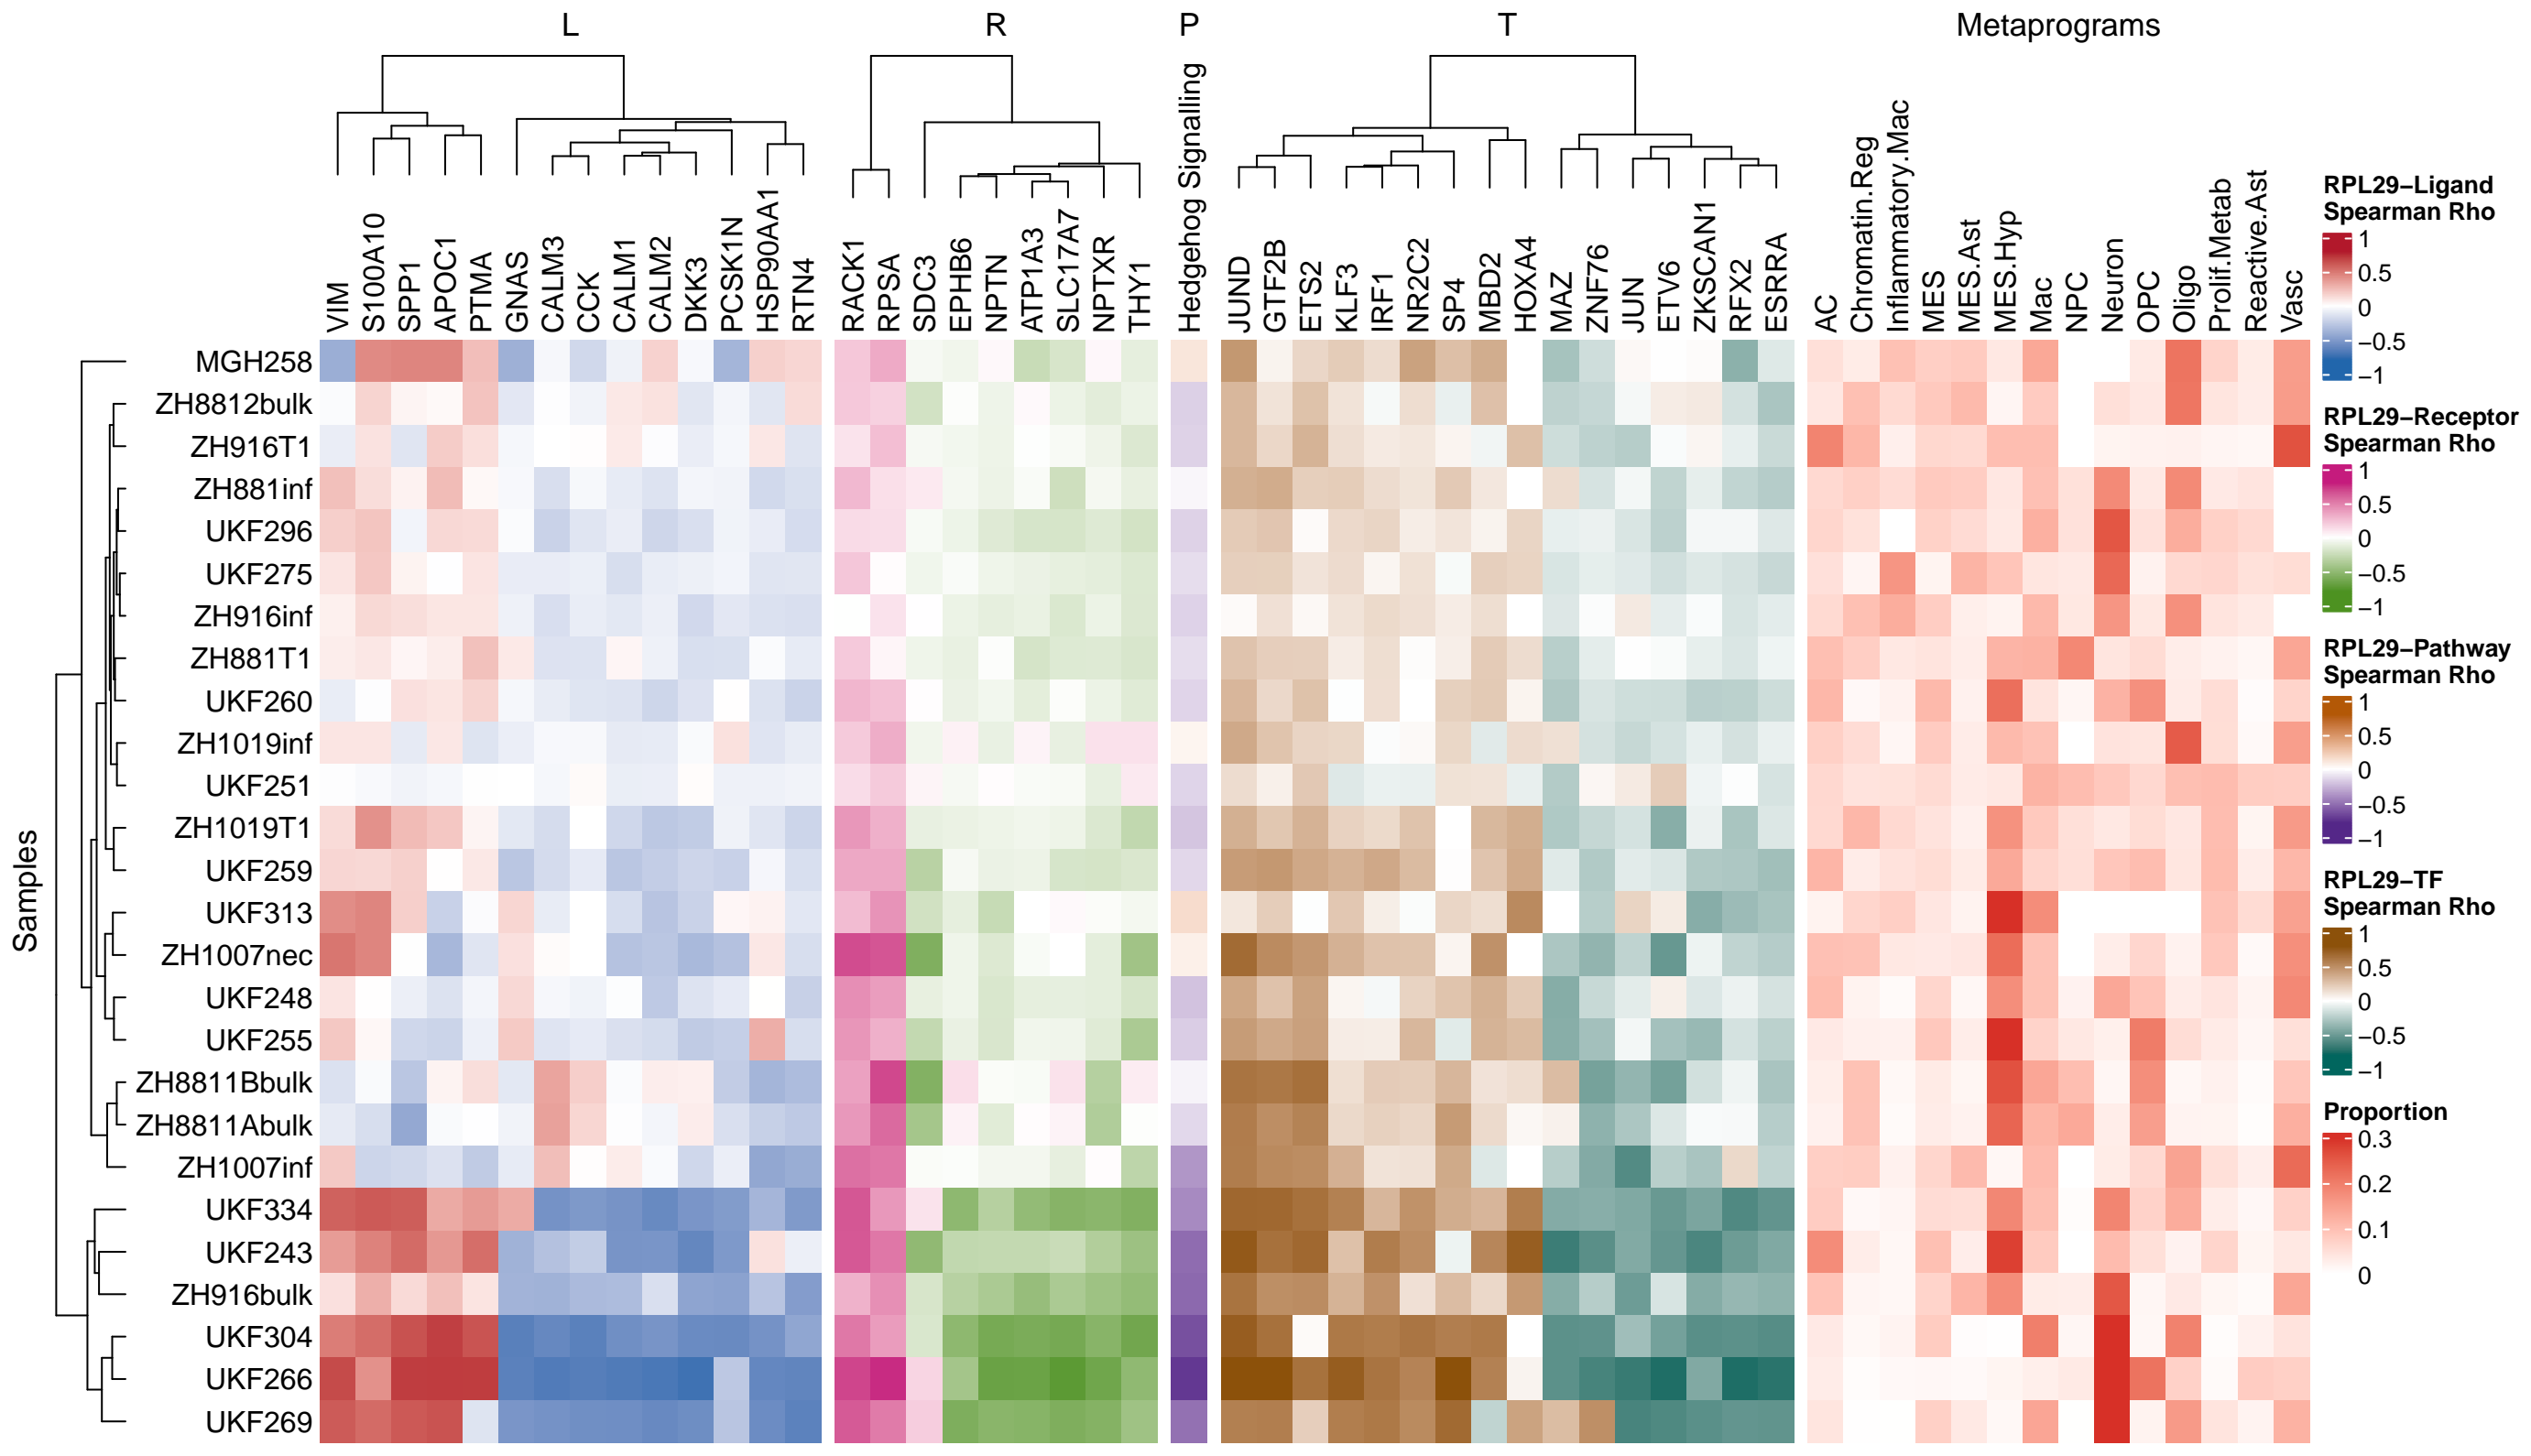 L
R
P
T
Metaprograms
VIM
S100A10
SPP1
APOC1
PTMA
GNAS
CALM3
CCK
CALM1
CALM2
DKK3
PCSK1N
HSP90AA1
RTN4
RACK1
RPSA
SDC3
EPHB6
NPTN
ATP1A3
SLC17A7
NPTXR
THY1
Hedgehog Signalling
JUND
GTF2B
ETS2
KLF3
IRF1
NR2C2
SP4
MBD2
HOXA4
MAZ
ZNF76
JUN
ETV6
ZKSCAN1
RFX2
ESRRA
AC
Chromatin.Reg
Inflammatory.Mac
MES
MES.Ast
MES.Hyp
Mac
NPC
Neuron
OPC
Oligo
Prolif.Metab
Reactive.Ast
Vasc
Samples
MGH258
ZH8812bulk
ZH916T1
ZH881inf
UKF296
UKF275
ZH916inf
ZH881T1
UKF260
ZH1019inf
UKF251
ZH1019T1
UKF259
UKF313
ZH1007nec
UKF248
UKF255
ZH8811Bbulk
ZH8811Abulk
ZH1007inf
UKF334
UKF243
ZH916bulk
UKF304
UKF266
UKF269
RPL29−Ligand
Spearman Rho
1
0.5
0
−0.5
−1
RPL29−Receptor
Spearman Rho
1
0.5
0
−0.5
−1
RPL29−Pathway
Spearman Rho
1
0.5
0
−0.5
−1
RPL29−TF
Spearman Rho
1
0.5
0
−0.5
−1
Proportion
0.3
0.2
0.1
0